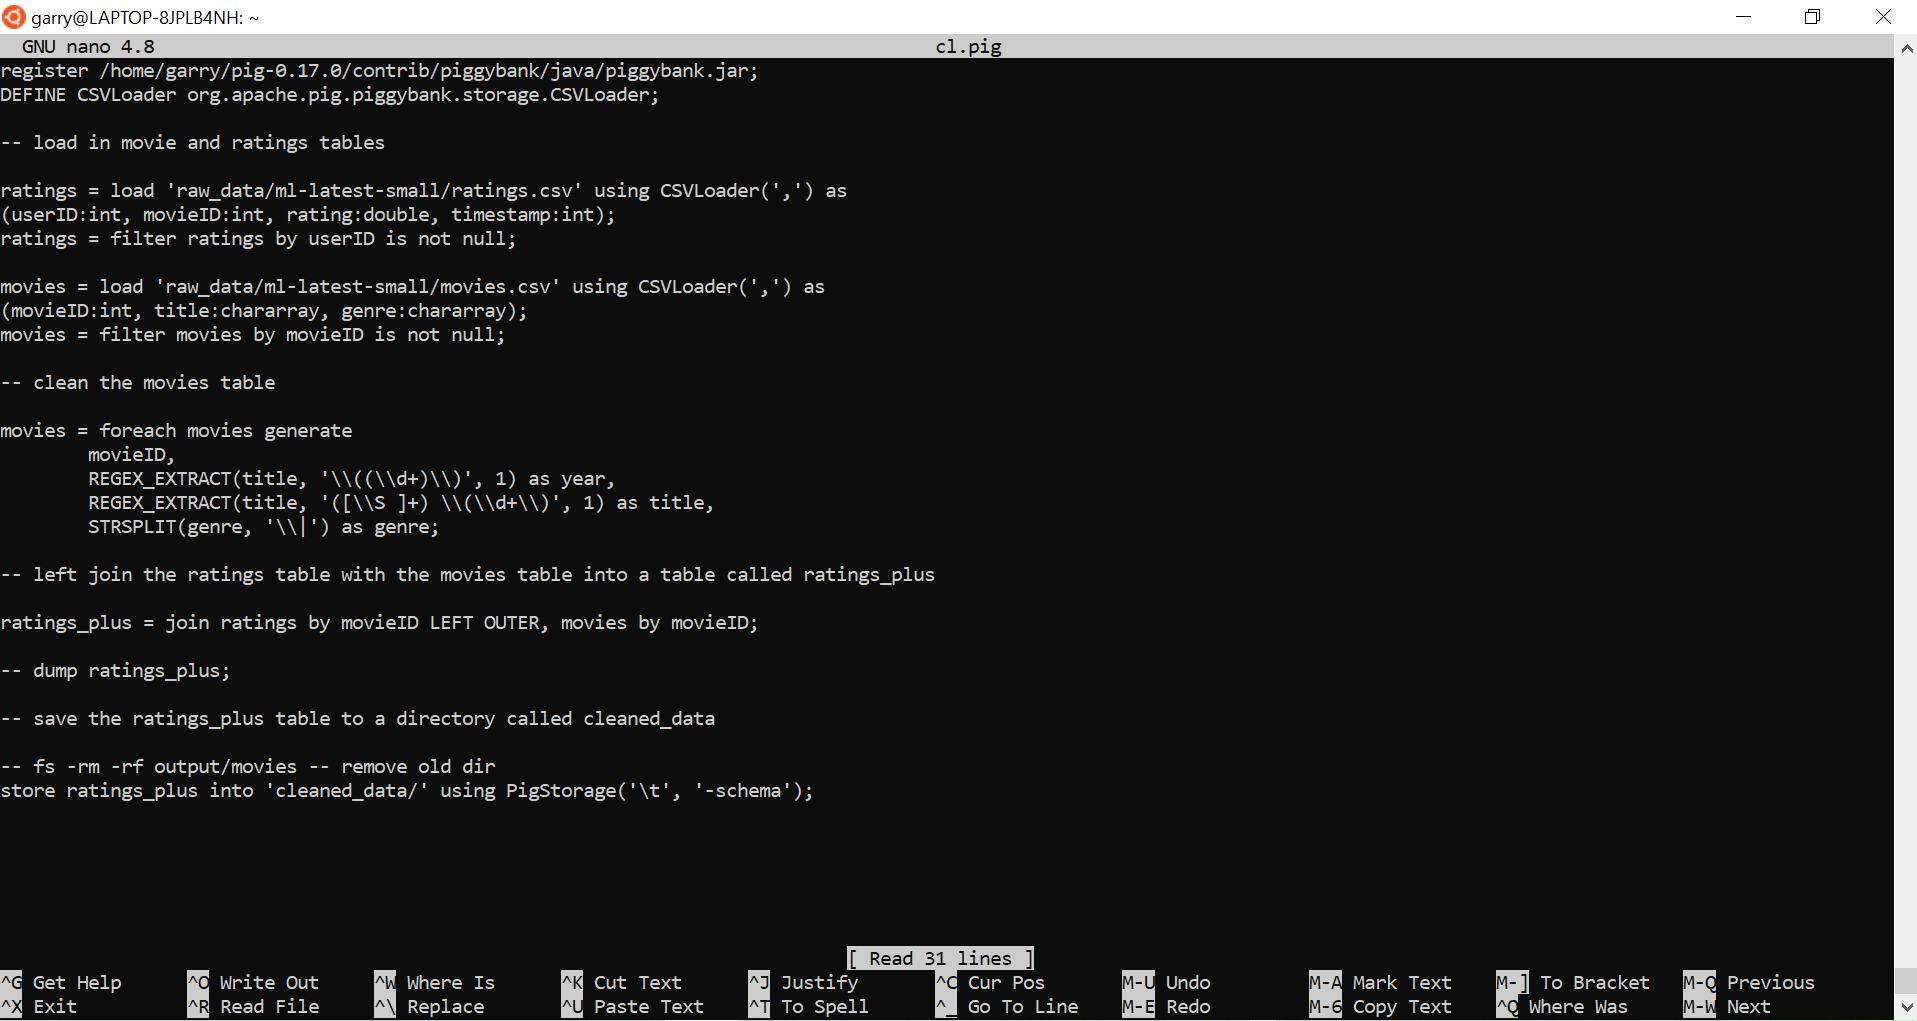 garry@LAPTOP-8JPLB4NH: ~
GNU nano 4.8 cl.pig
register /home/garry/pig-0.17.0/contrib/piggybank/java/piggybank.jar;
DEFINE CSVLoader org.apache.pig.piggybank.storage.CSVLoader;
-- load in movie and ratings tables
ratings = load 'raw_data/ml-latest-small/ratings.csv' using CSVLoader(',') as
(userID:int, movieID:int, rating:double, timestamp:int);
ratings = filter ratings by userID is not null;
movies = load 'raw_data/ml-latest-small/movies.csv' using CSVLoader(',') as
(movieID:int, title:chararray, genre:chararray);
movies = filter movies by movieID is not null;
-- clean the movies table
movies = foreach movies generate
movieID,
REGEX_EXTRACT(title, '\\((\\d+)\\)', 1) as year,
REGEX_EXTRACT(title, '([\\S ]+) \\(\\d+\\)', 1) as title,
STRSPLIT(genre, '\\|') as genre;
-- left join the ratings table with the movies table into a table called ratings_plus
ratings_plus = join ratings by movieID LEFT OUTER, movies by movieID;
-- dump ratings_plus;
-- save the ratings_plus table to a directory called cleaned_data
-- fs -rm -rf output/movies -- remove old dir
store ratings_plus into 'cleaned_data/' using PigStorage('\t', '-schema');
[ Read 31 lines ]
^G Get Help ^O Write Out ^W Where Is ^K Cut Text ^J Justify ^C Cur Pos M-U Undo M-A Mark Text M-] To Bracket M-Q Previous
^X Exit ^R Read File ^\ Replace ^U Paste Text ^T To Spell ^_ Go To Line M-E Redo M-6 Copy Text ^Q Where Was M-W Next